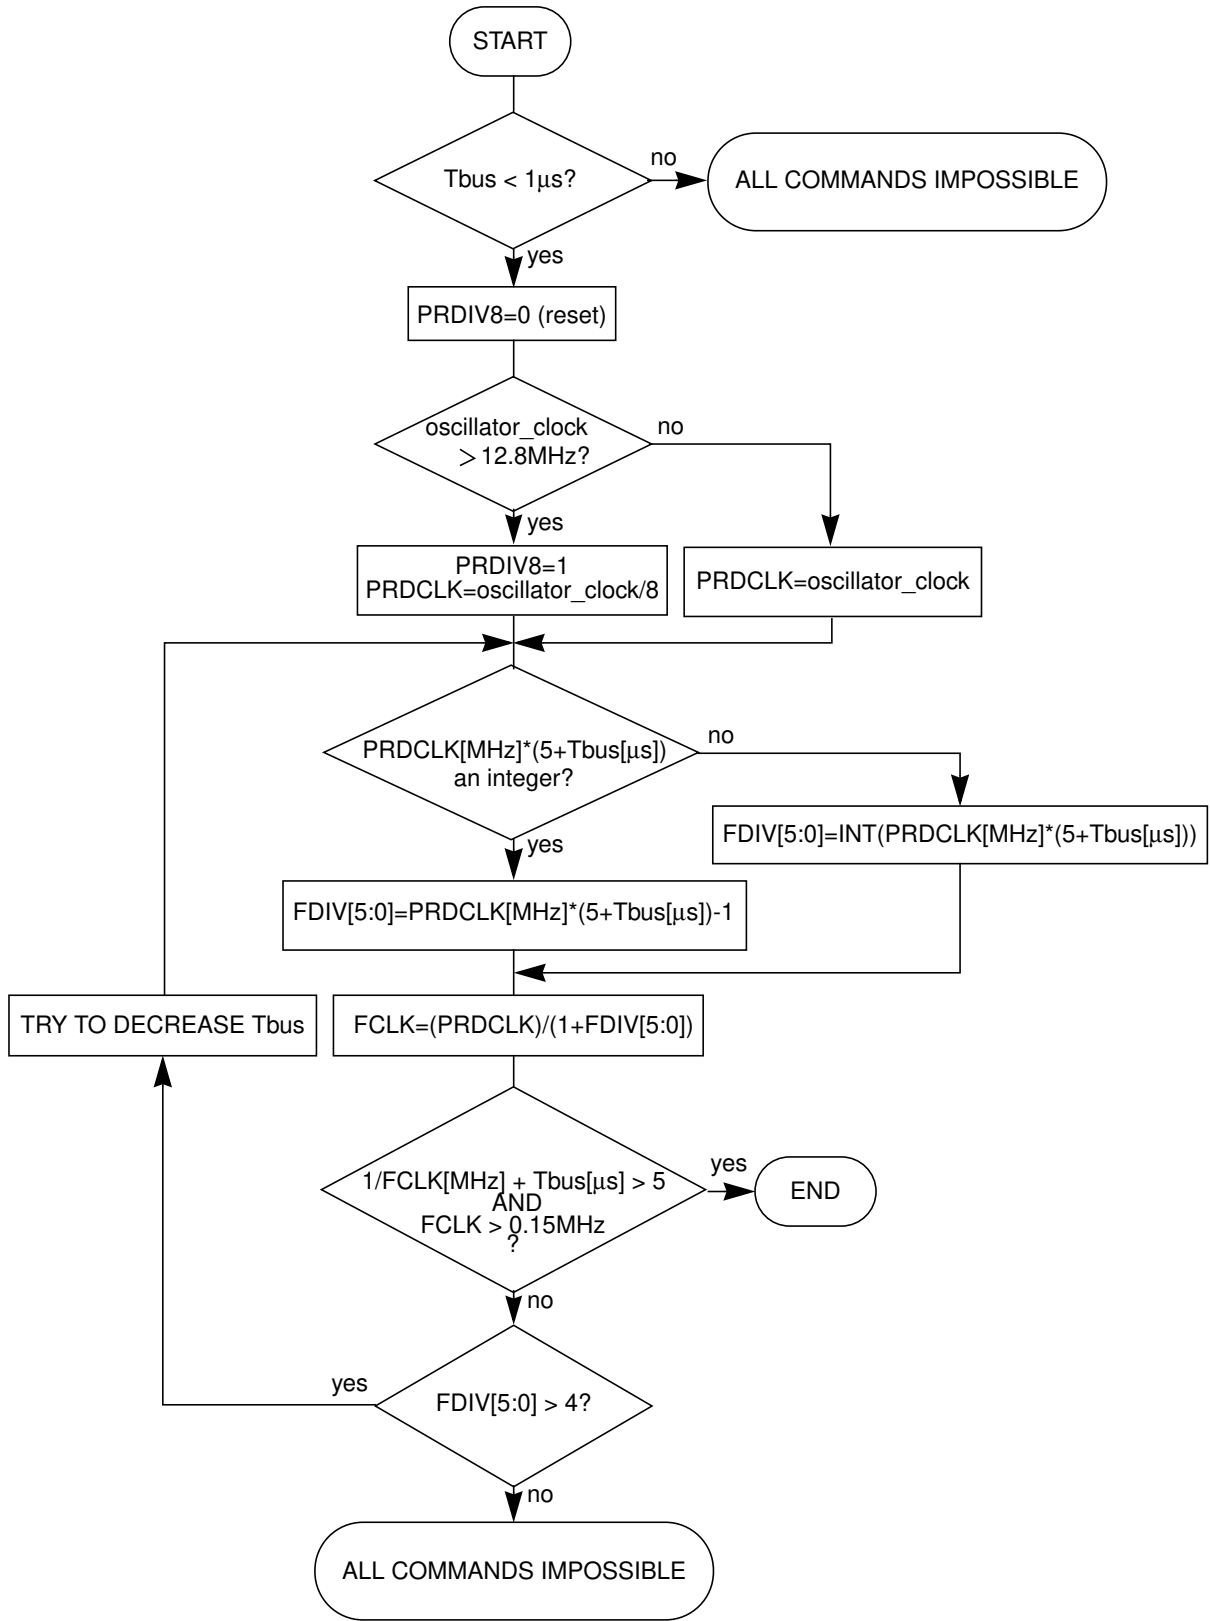 START
Tbus < 1μs?
no
ALL COMMANDS IMPOSSIBLE
yes
PRDIV8=0 (reset)
oscillator_clock
>12.8MHz?
no
yes
PRDIV8=1
PRDCLK=oscillator_clock/8
PRDCLK=oscillator_clock
PRDCLK[MHz]*(5+Tbus[μs])
an integer?
no
yes
FDIV[5:0]=INT(PRDCLK[MHz]*(5+Tbus[μs]))
FDIV[5:0]=PRDCLK[MHz]*(5+Tbus[μs])-1
TRY TO DECREASE Tbus
FCLK=(PRDCLK)/(1+FDIV[5:0])
1/FCLK[MHz] + Tbus[μs] > 5
AND
FCLK > 0.15MHz
?
yes
END
no
yes
FDIV[5:0] > 4?
no
ALL COMMANDS IMPOSSIBLE